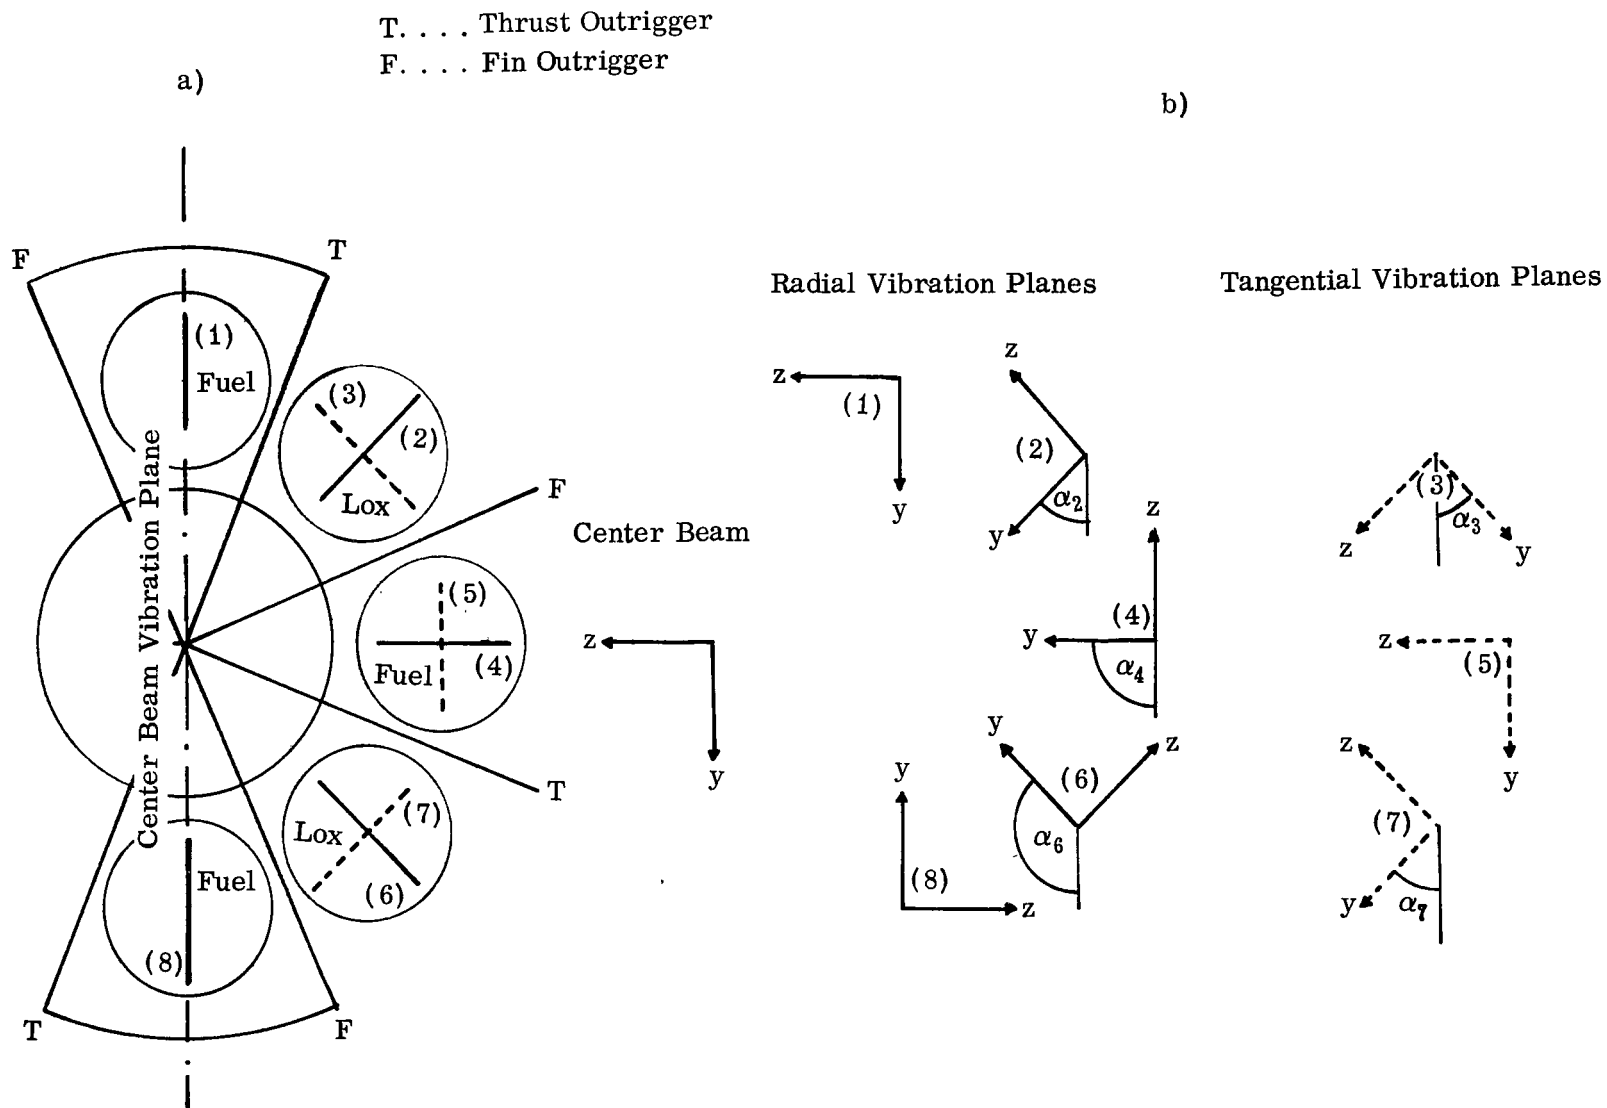 T. . . . Thrust Outrigger
F. . . . Fin Outrigger
a)
b)
F
T
(1)
Fuel
(3)
(2)
Lox
F
(5)
(4)
Fuel
T
Lox
(7)
(6)
Fuel
(8)
T
F
Center Beam Vibration Plane
Center Beam
z
y
Radial Vibration Planes
z
(1)
y
z
(2)
α2
y
z
(4)
y
α4
y
z
(6)
α6
y
(8)
z
Tangential Vibration Planes
(3)
α3
z
y
z
(5)
y
z
(7)
y
α7